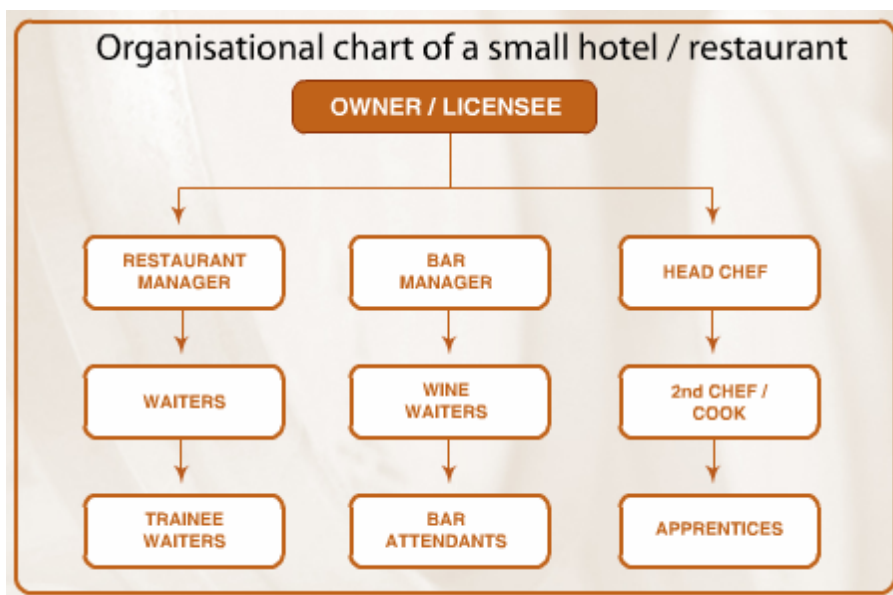 Organisational chart of a small hotel / restaurant
OWNER / LICENSEE
RESTAURANT
MANAGER
BAR
MANAGER
HEAD CHEF
WAITERS
WINE
WAITERS
2nd CHEF /
COOK
TRAINEE
WAITERS
BAR
ATTENDANTS
APPRENTICES